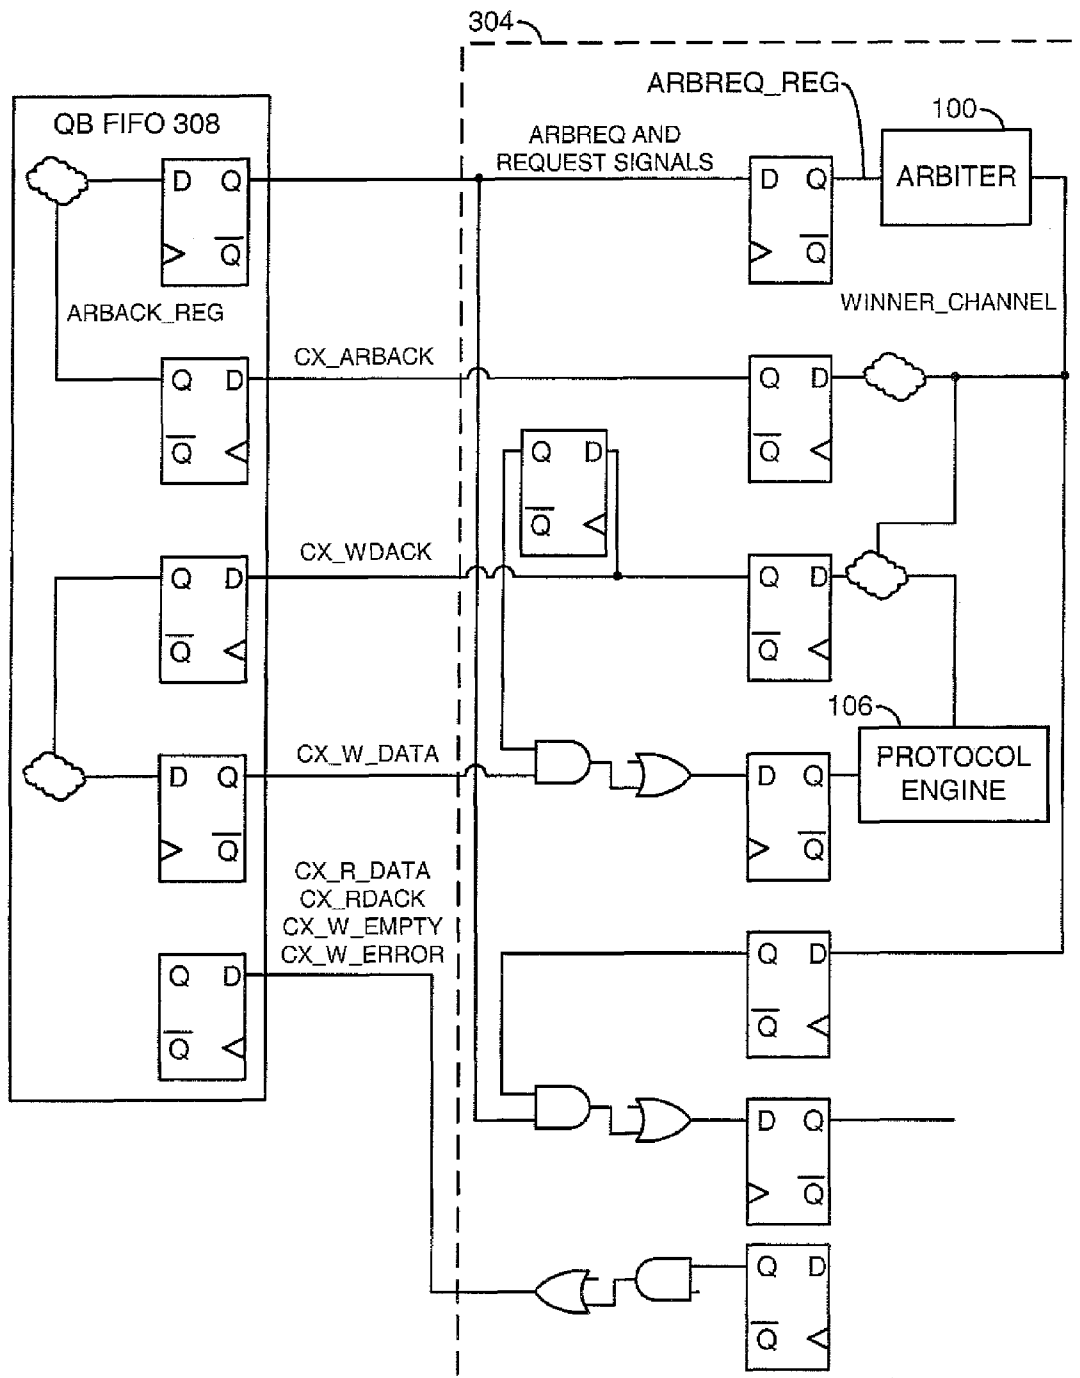 304
ARBREQ_REG
100
QB FIFO 308
ARBREQ AND
REQUEST SIGNALS
D Q
Q̅
D Q
Q̅
ARBITER
ARBACK_REG
WINNER_CHANNEL
CX_ARBACK
Q D
Q̅
Q D
Q̅
Q D
Q̅
CX_WDACK
Q D
Q̅
Q D
Q̅
106
PROTOCOL
ENGINE
CX_W_DATA
D Q
Q̅
D Q
Q̅
CX_R_DATA
CX_RDACK
CX_W_EMPTY
CX_W_ERROR
Q D
Q̅
Q D
Q̅
D Q
Q̅
Q D
Q̅